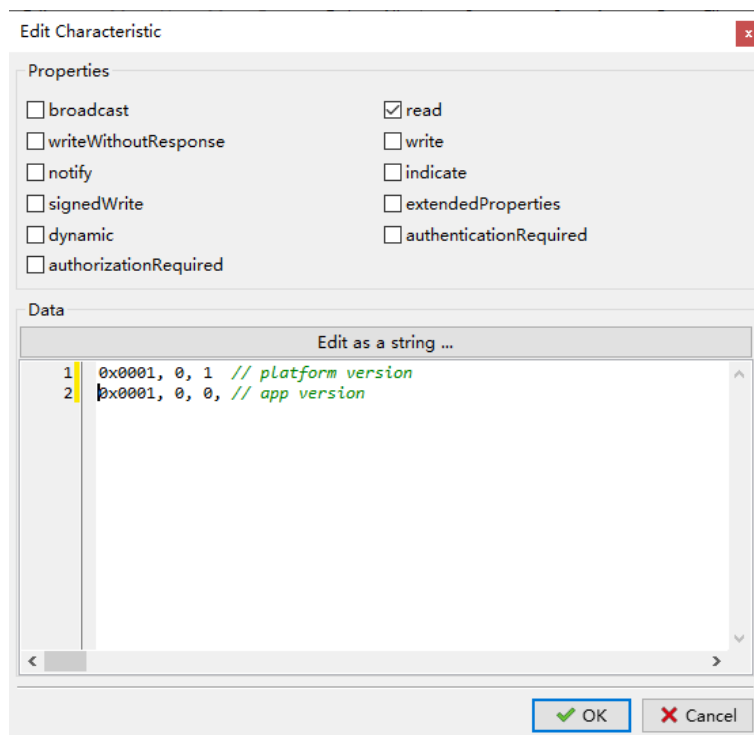 Edit Characteristic
x
Properties
broadcast
read
writeWithoutResponse
write
notify
indicate
signedWrite
extendedProperties
dynamic
authenticationRequired
authorizationRequired
Data
Edit as a string ...
1 0x0001, 0, 1 // platform version
2 0x0001, 0, 0, // app version
OK
Cancel